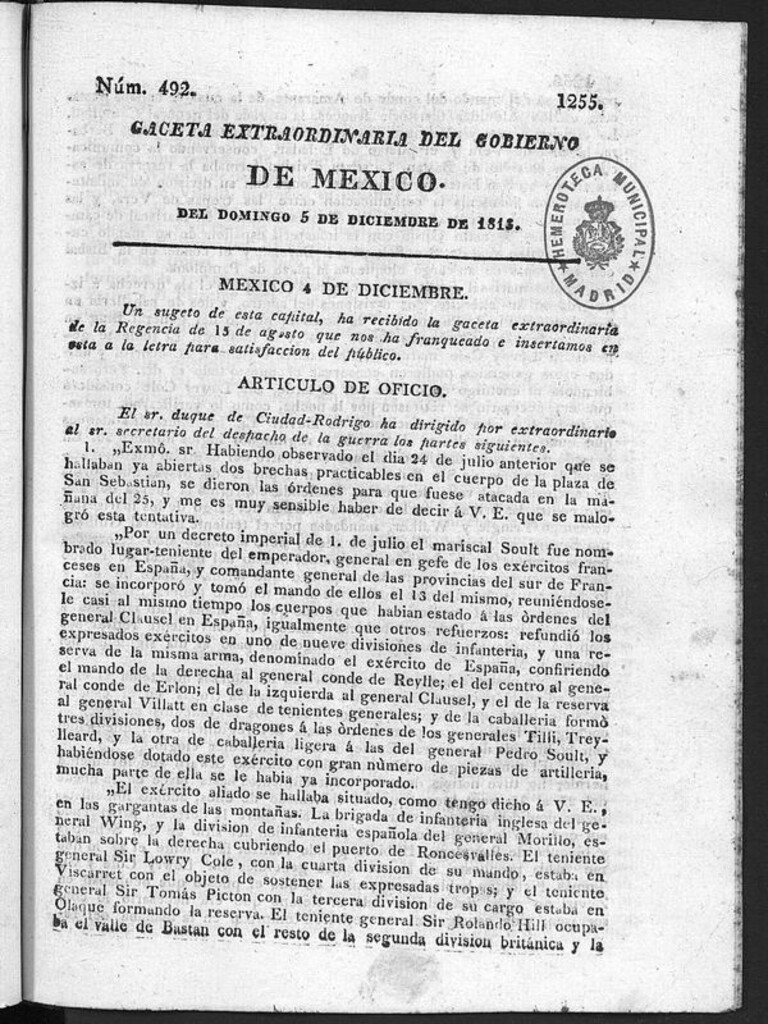 Núm. 492.
1255.
GACETA EXTRAORDINARIA DEL GOBIERNO
DE MEXICO.
DEL DOMINGO 5 DE DICIEMBRE DE 1813.
HEMEROTECA MUNICIPAL
★ MADRID ★
MEXICO 4 DE DICIEMBRE.
Un sugeto de esta capital, ha recibido la gaceta extraordinaria
de la Regencia de 15 de agosto que nos ha franqueado e insertamos en
esta a la letra para satisfaccion del público.
ARTICULO DE OFICIO.
El sr. duque de Ciudad-Rodrigo ha dirigido por extraordinario
al sr. secretario del despacho de la guerra los partes siguientes.
1. „Exmô. sr. Habiendo observado el dia 24 de julio anterior que se
hallaban ya abiertas dos brechas practicables en el cuerpo de la plaza de
San Sebastian, se dieron las órdenes para que fuese atacada en la ma-
ñana del 25, y me es muy sensible haber de decir á V. E. que se malo-
gró esta tentativa.
„Por un decreto imperial de 1. de julio el mariscal Soult fue nom-
brado lugar-teniente del emperador, general en gefe de los exércitos fran-
ceses en España, y comandante general de las provincias del sur de Fran-
cia: se incorporó y tomó el mando de ellos el 13 del mismo, reuniéndose-
le casi al mismo tiempo los cuerpos que habian estado á las òrdenes del
general Clausel en España, igualmente que otros refuerzos: refundió los
expresados exércitos en uno de nueve divisiones de infanteria, y una re-
serva de la misma arma, denominado el exército de España, confiriendo
el mando de la derecha al general conde de Reylle; el del centro al gene-
ral conde de Erlon; el de la izquierda al general Clausel, y el de la reserva
al general Villatt en clase de tenientes generales; y de la caballeria formò
tres divisiones, dos de dragones á las òrdenes de los generales Tilli, Trey-
lleard, y la otra de caballeria ligera á las del general Pedro Soult, y
habiéndose dotado este exército con gran número de piezas de artilleria,
mucha parte de ella se le habia ya incorporado.
„El exército aliado se hallaba situado, como tengo dicho á V. E.,
en las gargantas de las montañas. La brigada de infanteria inglesa del ge-
neral Wing, y la division de infanteria española del general Morillo, es-
taban sobre la derecha cubriendo el puerto de Roncesvalles. El teniente
general Sir Lowry Cole, con la cuarta division de su mando, estaba en
Viscarret con el objeto de sostener las expresadas tropas; y el teniente
general Sir Tomás Picton con la tercera division de su cargo estaba en
Olaque formando la reserva. El teniente general Sir Rolando Hill ocupa-
ba el valle de Bastan con el resto de la segunda division británica y la